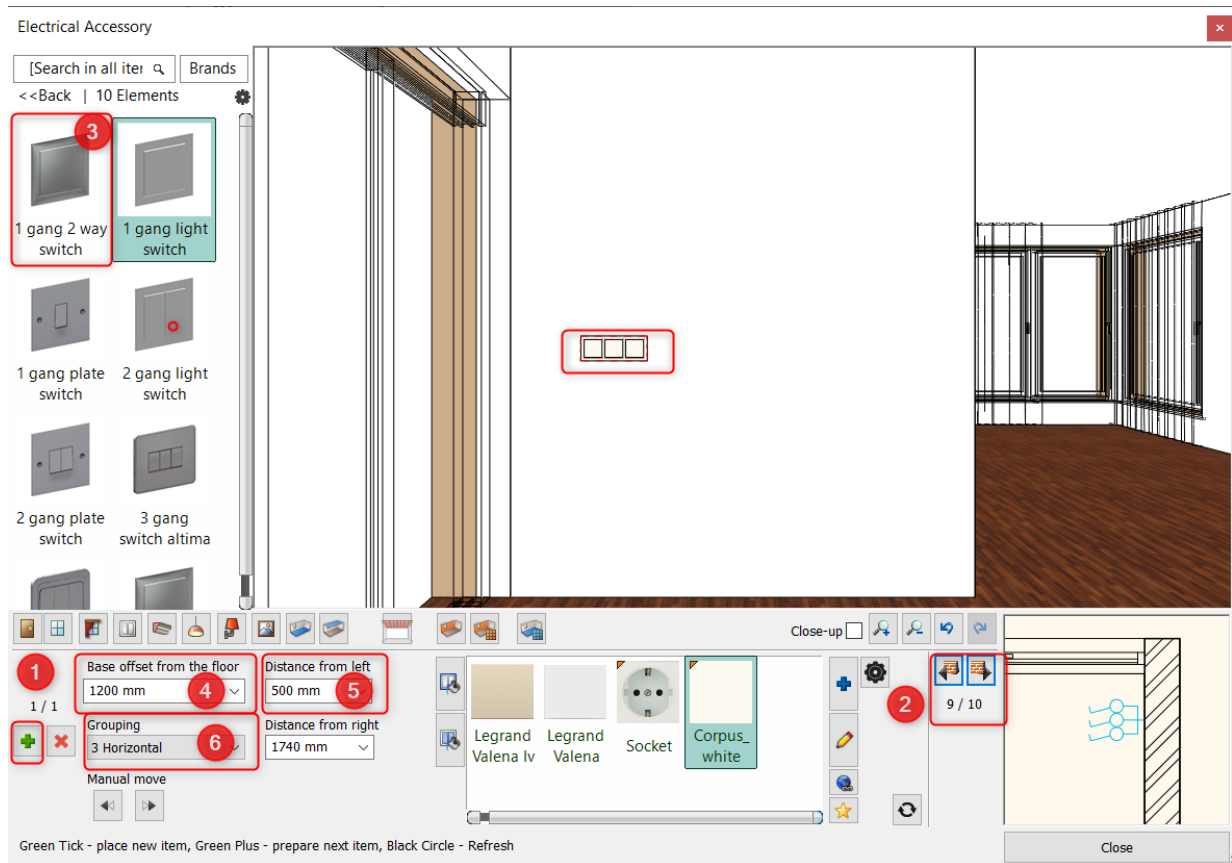 Electrical Accessory
[Search in all iter
Brands
<<Back | 10 Elements
3
1 gang 2 way
switch
1 gang light
switch
1 gang plate
switch
2 gang light
switch
2 gang plate
switch
3 gang
switch altima
Close-up
1
1 / 1
Base offset from the floor
1200 mm
4
Distance from left
500 mm
5
Grouping
3 Horizontal
6
Distance from right
1740 mm
Manual move
Legrand
Valena lv
Legrand
Valena
Socket
Corpus_
white
2
9 / 10
Green Tick - place new item, Green Plus - prepare next item, Black Circle - Refresh
Close